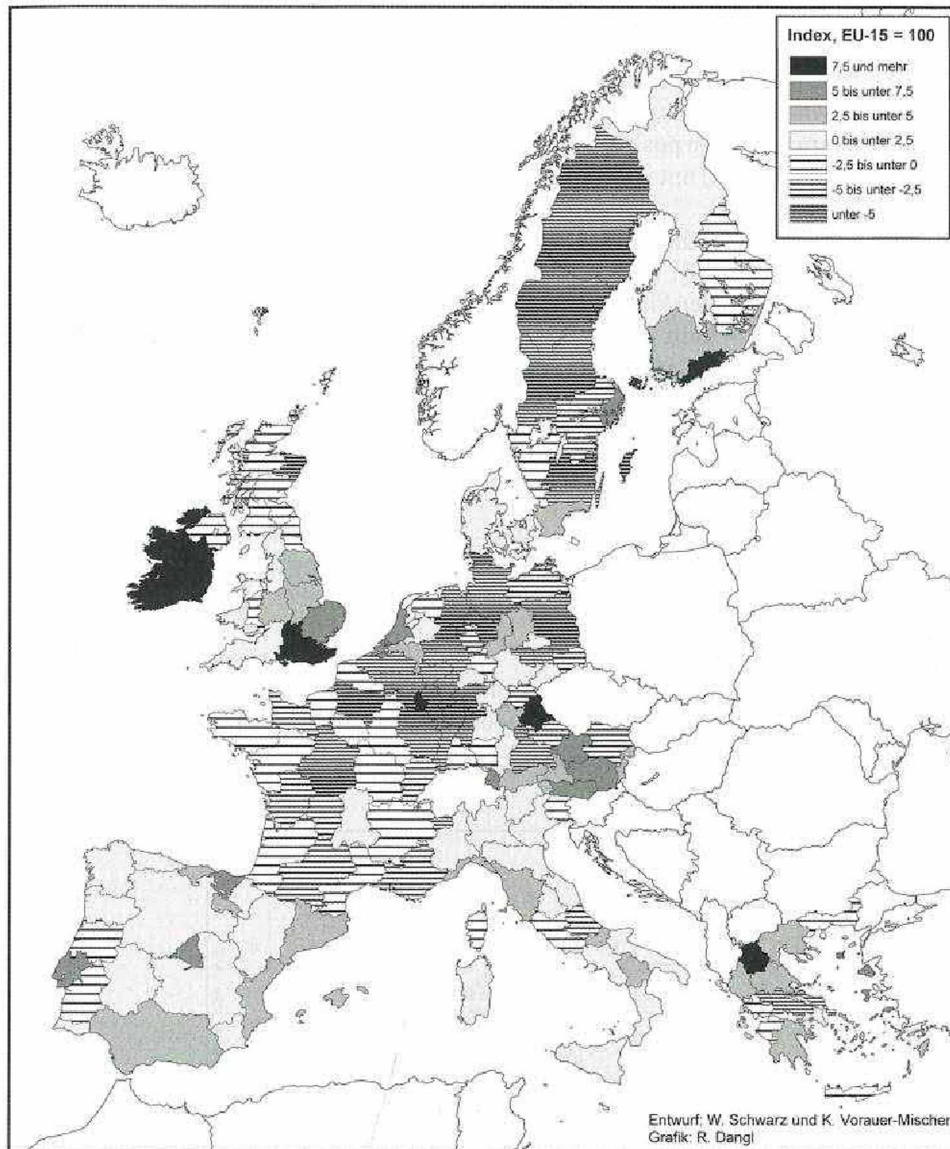 Index, EU-15 = 100
7,5 und mehr
5 bis unter 7,5
2,5 bis unter 5
0 bis unter 2,5
-2,5 bis unter 0
-5 bis unter -2,5
unter -5
Entwurf: W. Schwarz und K. Vorauer-Mischer
Grafik: R. Dangl